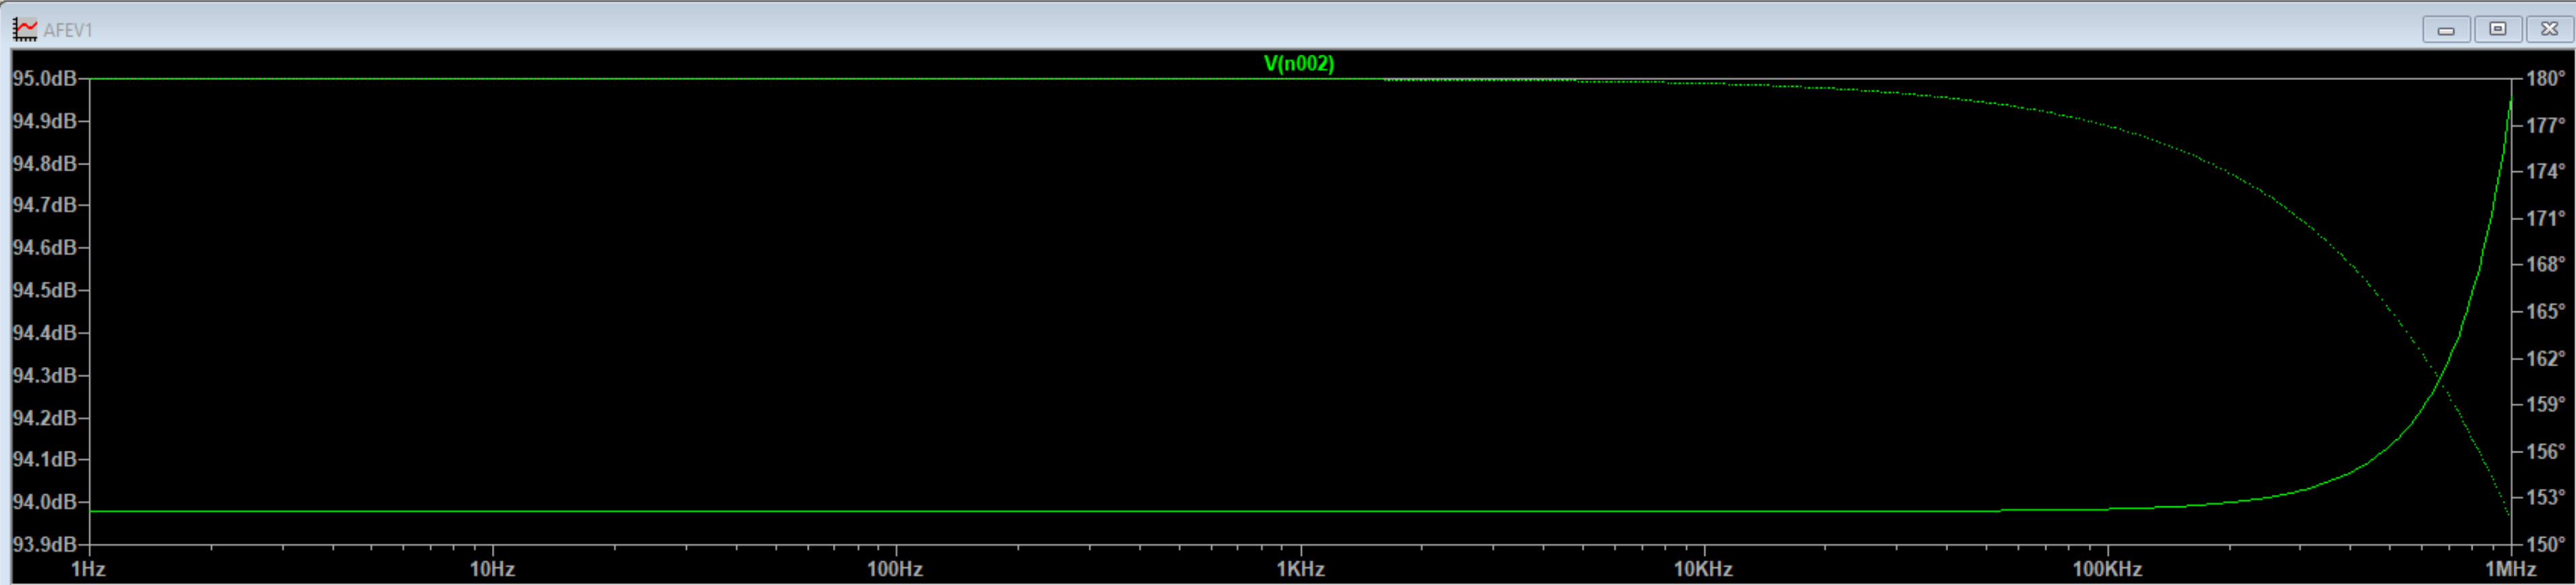 AFEV1
V(n002)
95.0dB
94.9dB
94.8dB
94.7dB
94.6dB
94.5dB
94.4dB
94.3dB
94.2dB
94.1dB
94.0dB
93.9dB
180°
177°
174°
171°
168°
165°
162°
159°
156°
153°
150°
1Hz 10Hz 100Hz 1KHz 10KHz 100KHz 1MHz